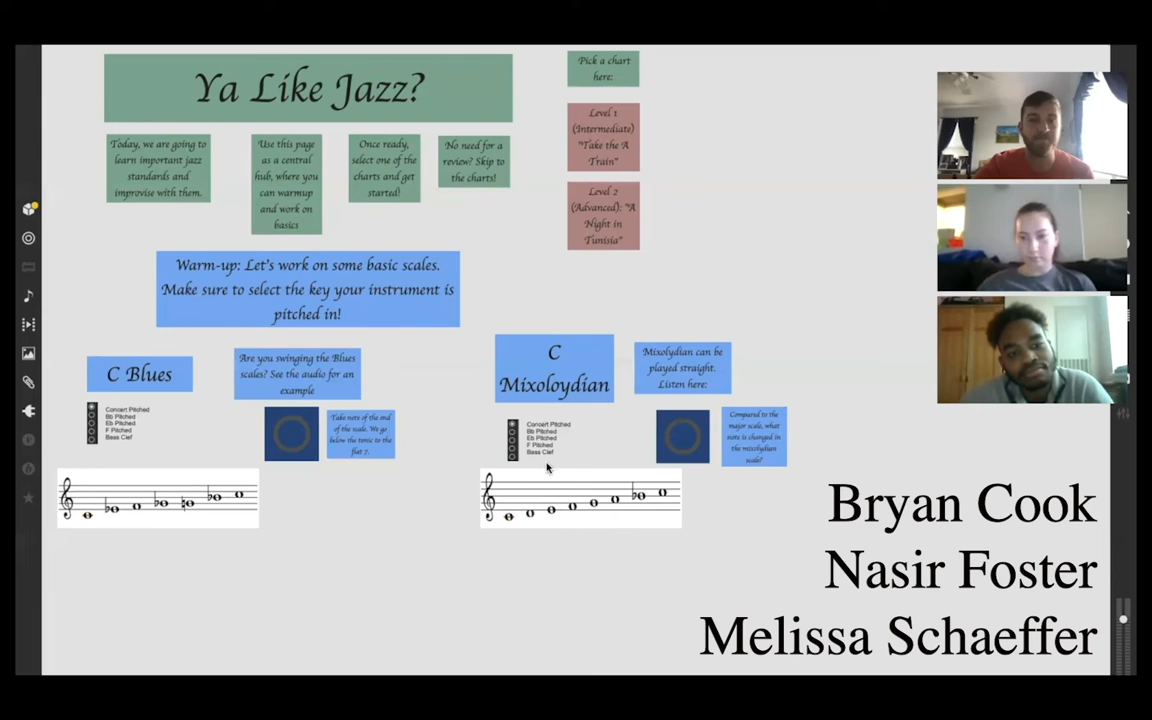 Ya Like Jazz?
Today, we are going to
learn important jazz
standards and
improvise with them.
Use this page
as a central
hub, where you
can warmup
and work on
basics
Once ready,
select one of the
charts and get
started!
No need for a
review? Skip to
the charts!
Pick a chart
here:
Level 1
(Intermediate)
"Take the A
Train"
Level 2
(Advanced): "A
Night in
Tunisia"
Warm-up: Let's work on some basic scales.
Make sure to select the key your instrument is
pitched in!
C Blues
Are you swinging the Blues
scales? See the audio for an
example
Concert Pitched
Bb Pitched
Eb Pitched
F Pitched
Bass Clef
Take note of the end
of the scale. We go
below the tonic to the
flat 7.
C
Mixoloydian
Mixolydian can be
played straight.
Listen here:
Concert Pitched
Bb Pitched
Eb Pitched
F Pitched
Bass Clef
Compared to the
major scale, what
note is changed in
the mixolydian
scale?
Bryan Cook
Nasir Foster
Melissa Schaeffer